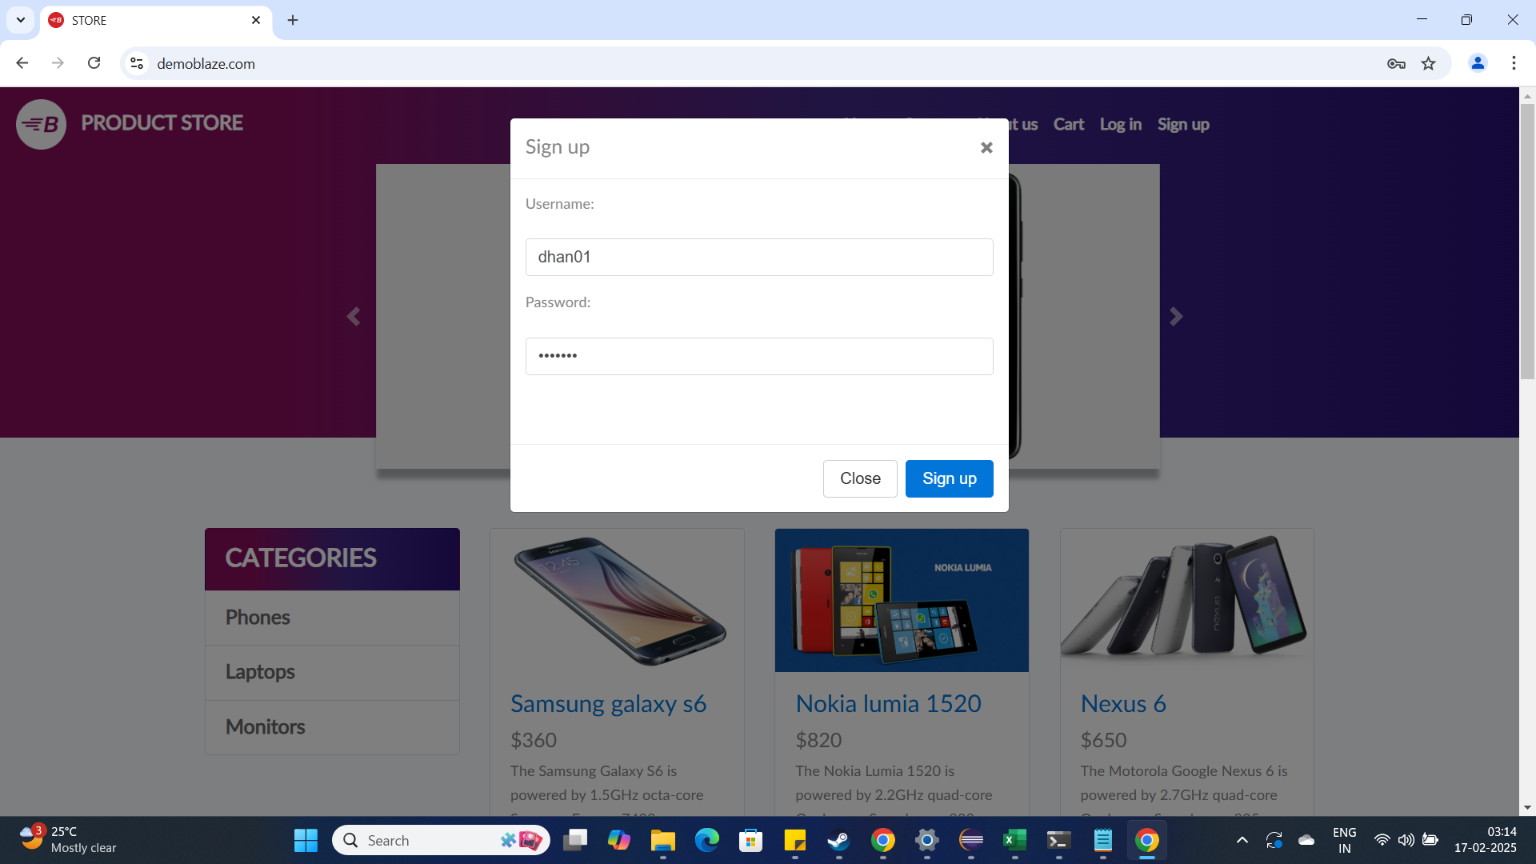 STORE
demoblaze.com
PRODUCT STORE
ut us Cart Log in Sign up
Sign up
Username:
dhan01
Password:
•••••••
Close Sign up
CATEGORIES
Phones
Laptops
Monitors
NOKIA LUMIA
Samsung galaxy s6
$360
The Samsung Galaxy S6 is
powered by 1.5GHz octa-core
Nokia lumia 1520
$820
The Nokia Lumia 1520 is
powered by 2.2GHz quad-core
Nexus 6
$650
The Motorola Google Nexus 6 is
powered by 2.7GHz quad-core
3
25°C
Mostly clear
Search
ENG
IN
03:14
17-02-2025